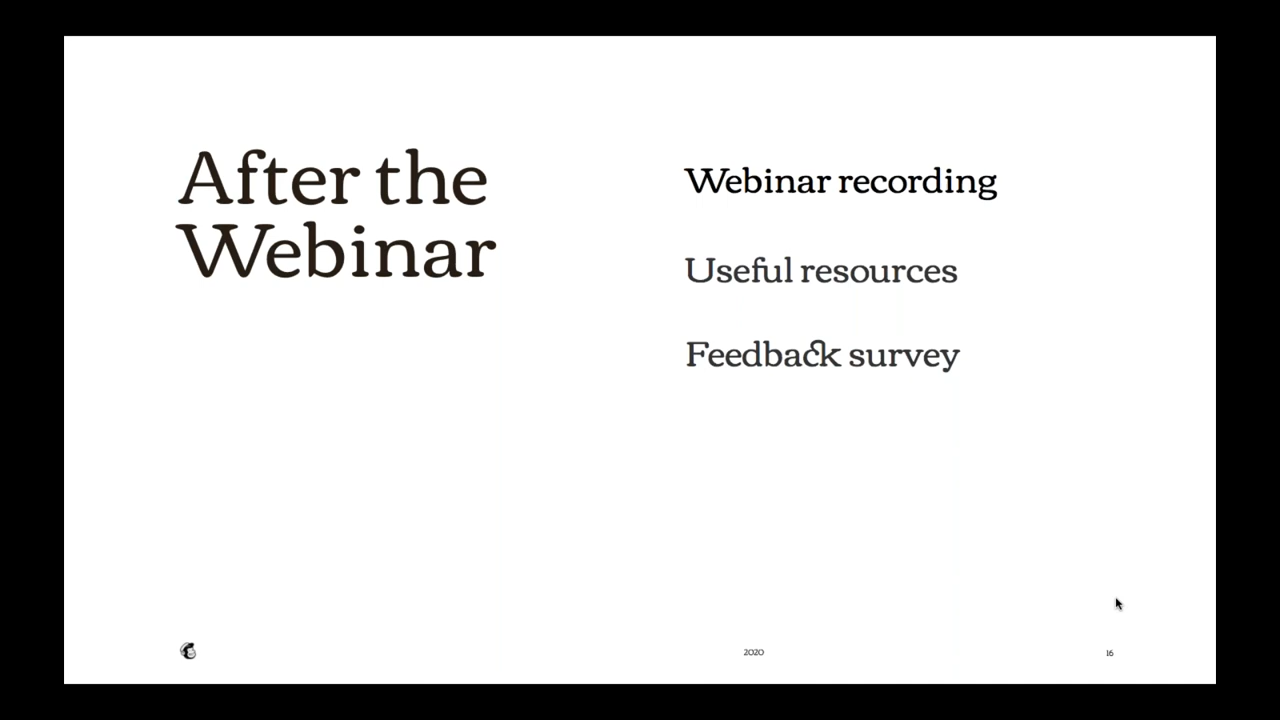 After the
Webinar
Webinar recording
Useful resources
Feedback survey
2020
16